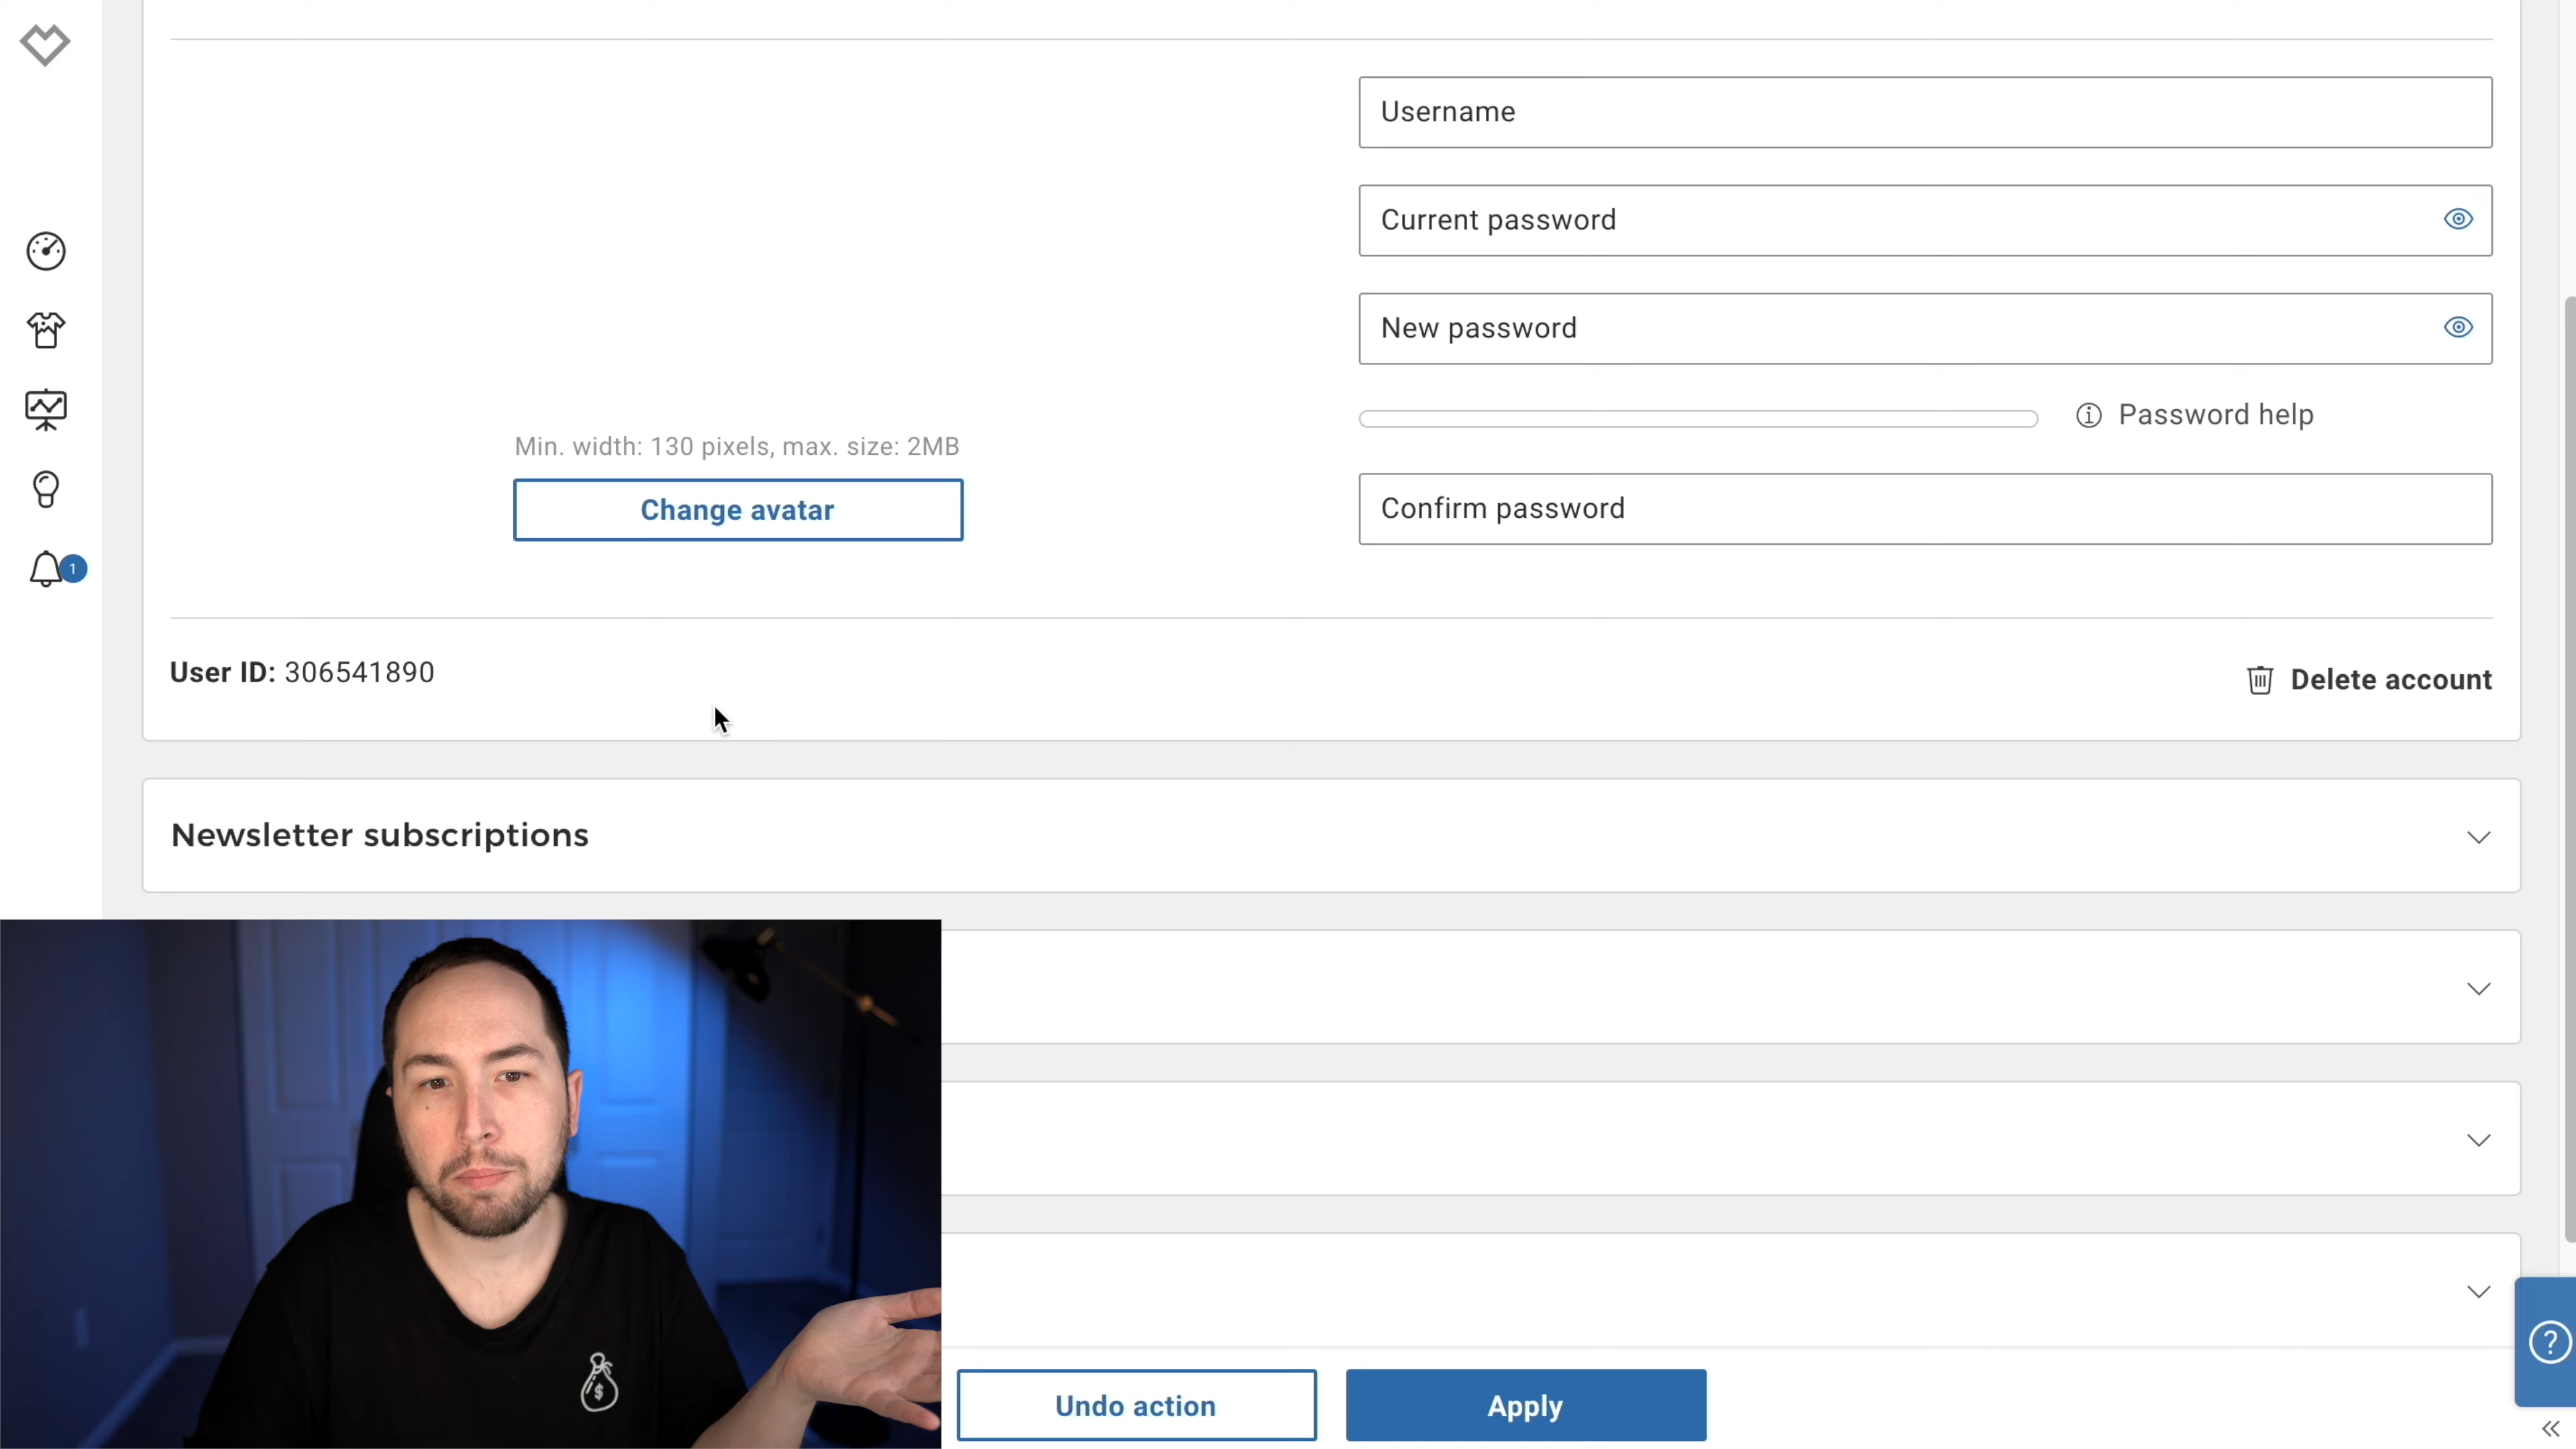 Username
Current password
New password
Password help
Min. width: 130 pixels, max. size: 2MB
Change avatar
Confirm password
1
User ID: 306541890
Delete account
Newsletter subscriptions
$
?
Undo action
Apply